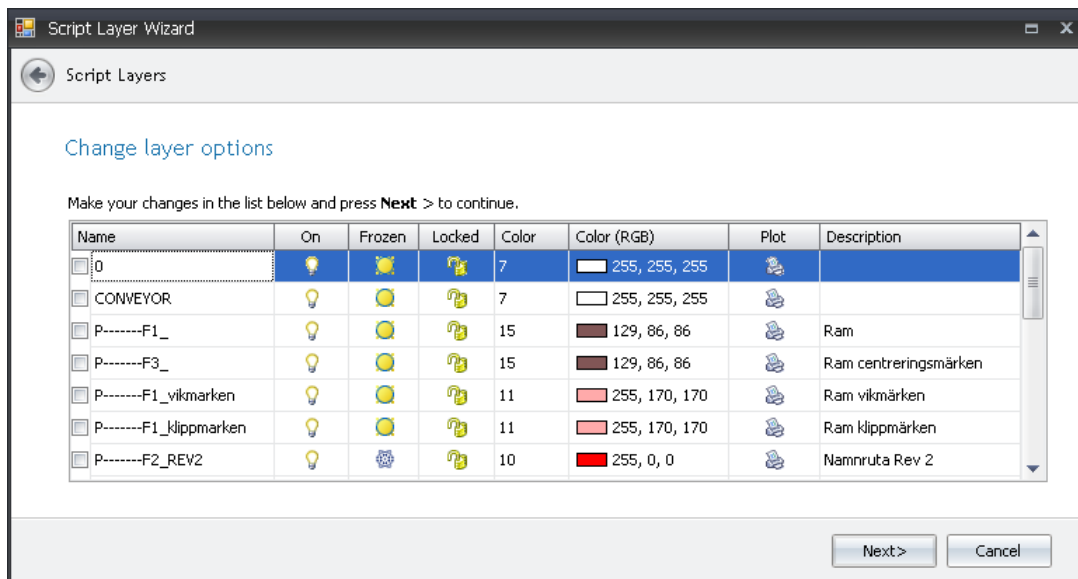 Script Layer Wizard
Script Layers
Change layer options
Make your changes in the list below and press Next > to continue.
Name On Frozen Locked Color Color (RGB) Plot Description
0 7 255, 255, 255
CONVEYOR 7 255, 255, 255
P-------F1_ 15 129, 86, 86 Ram
P-------F3_ 15 129, 86, 86 Ram centreringsmärken
P-------F1_vikmarken 11 255, 170, 170 Ram vikmärken
P-------F1_klippmarken 11 255, 170, 170 Ram klippmärken
P-------F2_REV2 10 255, 0, 0 Namnruta Rev 2
Next> Cancel